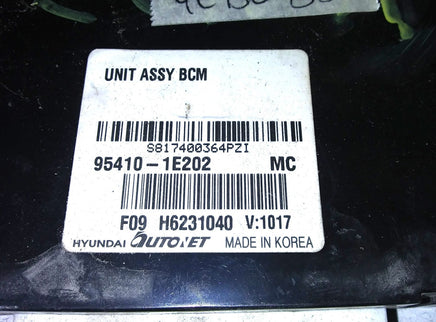 UNIT ASSY BCM
S817400364PZI
95410-1E202 MC
F09 H6231040 V:1017
HYUNDAI AUTONET MADE IN KOREA